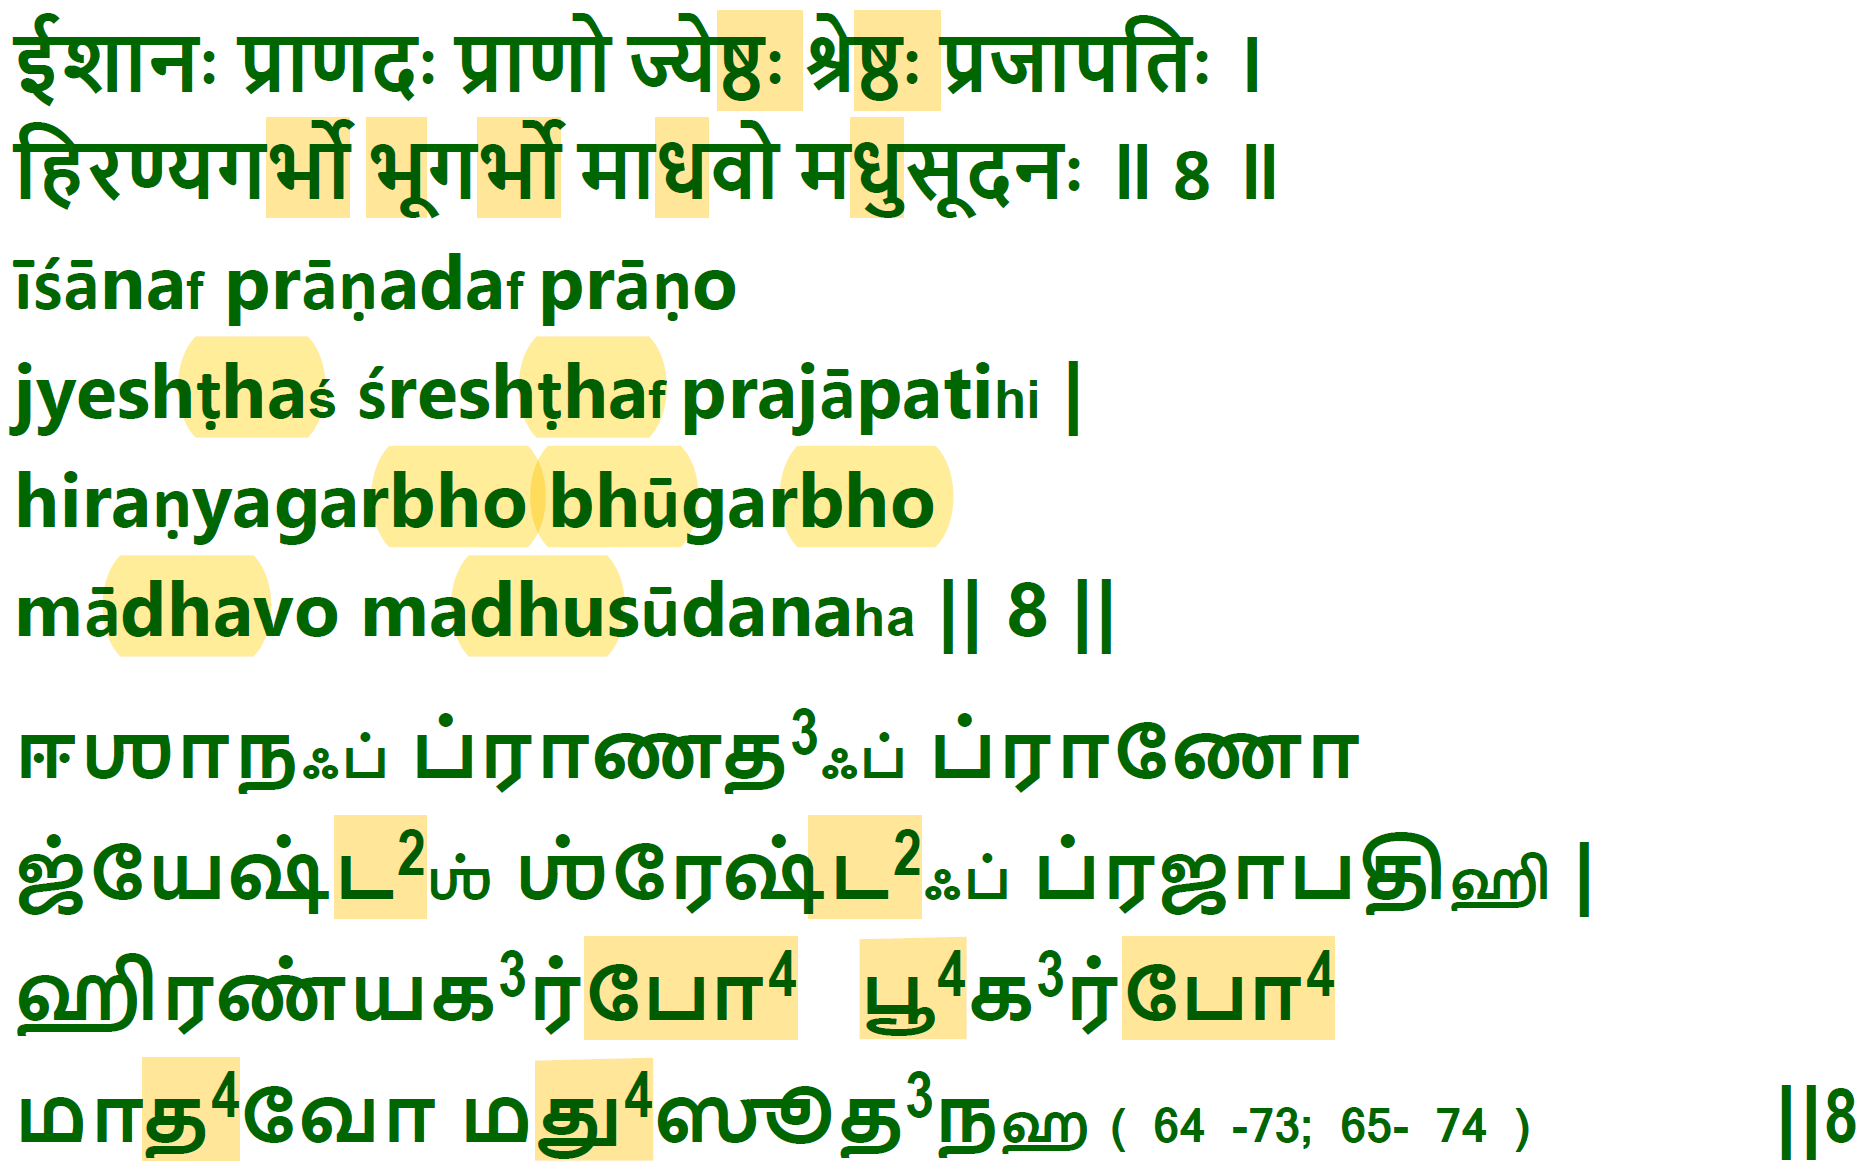 ईशानः प्राणदः प्राणो ज्येष्ठः श्रेष्ठः प्रजापतिः ।
हिरण्यगर्भो भूगर्भो माधवो मधुसूदनः ॥ 8 ॥
īśānaf prāṇadaf prāṇo
jyeshṭhaś śreshṭhaf prajāpatihi |
hiraṇyagarbho bhūgarbho
mādhavo madhusūdanaha || 8 ||
ஈஶாநஃப் ப்ராணத³ஃப் ப்ராணோ
ஜ்யேஷ்ட²ஶ் ஶ்ரேஷ்ட²ஃப் ப்ரஜாபதிஹி |
ஹிரண்யக³ர்போ⁴ பூ⁴க³ர்போ⁴
மாத⁴வோ மது⁴ஸூத³நஹ ( 64 -73; 65- 74 ) ||8